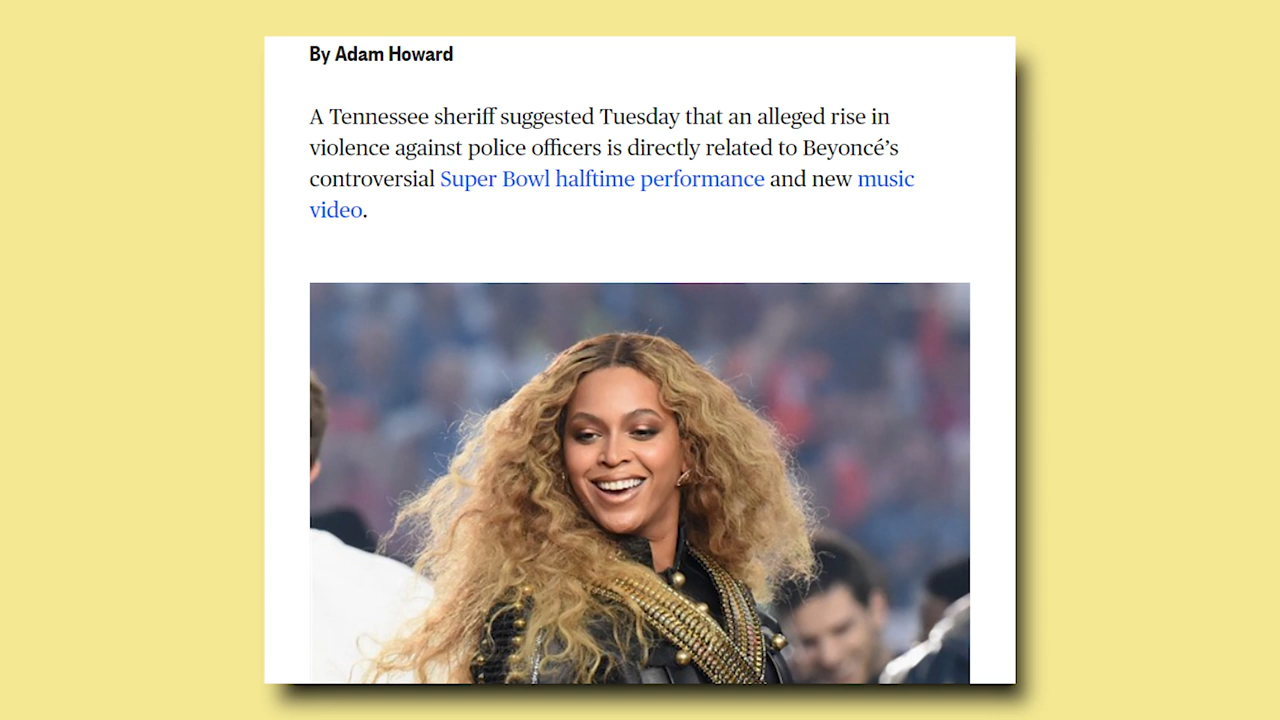 By Adam Howard
A Tennessee sheriff suggested Tuesday that an alleged rise in
violence against police officers is directly related to Beyoncé’s
controversial Super Bowl halftime performance and new music
video.